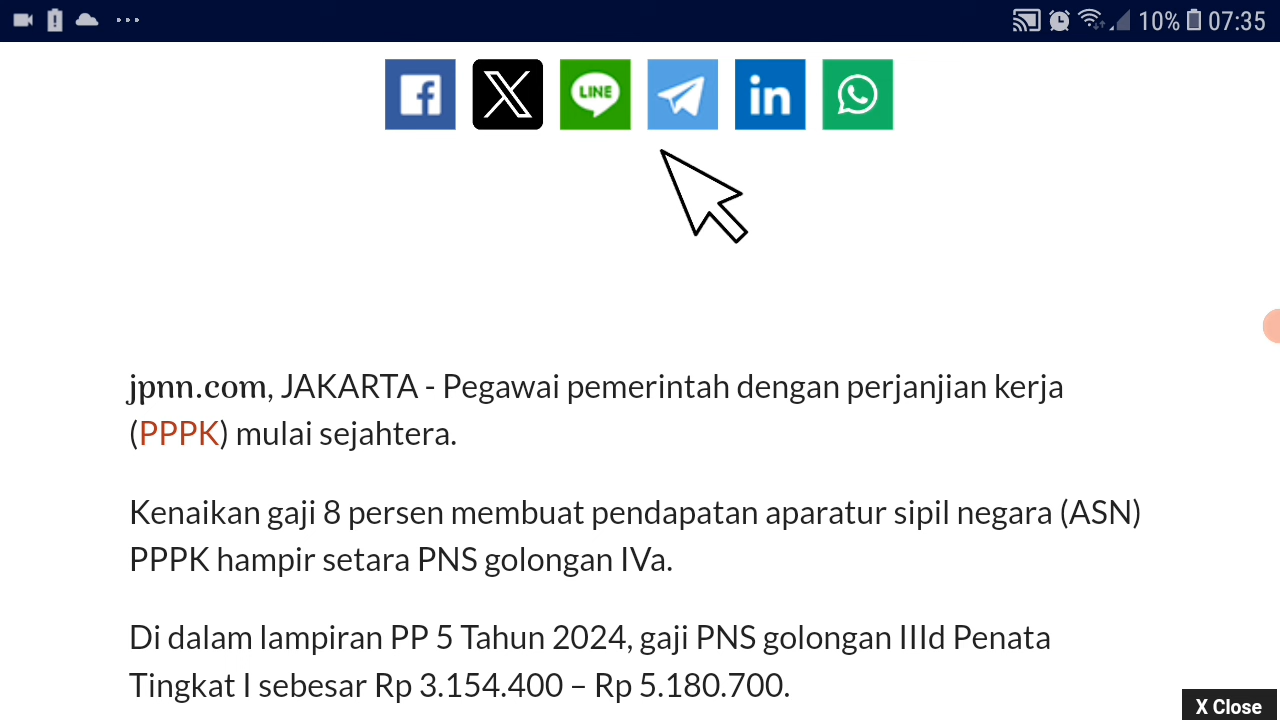 10% 07:35
LINE
in
jpnn.com, JAKARTA - Pegawai pemerintah dengan perjanjian kerja
(PPPK) mulai sejahtera.
Kenaikan gaji 8 persen membuat pendapatan aparatur sipil negara (ASN)
PPPK hampir setara PNS golongan IVa.
Di dalam lampiran PP 5 Tahun 2024, gaji PNS golongan IIId Penata
Tingkat I sebesar Rp 3.154.400 – Rp 5.180.700.
X Close